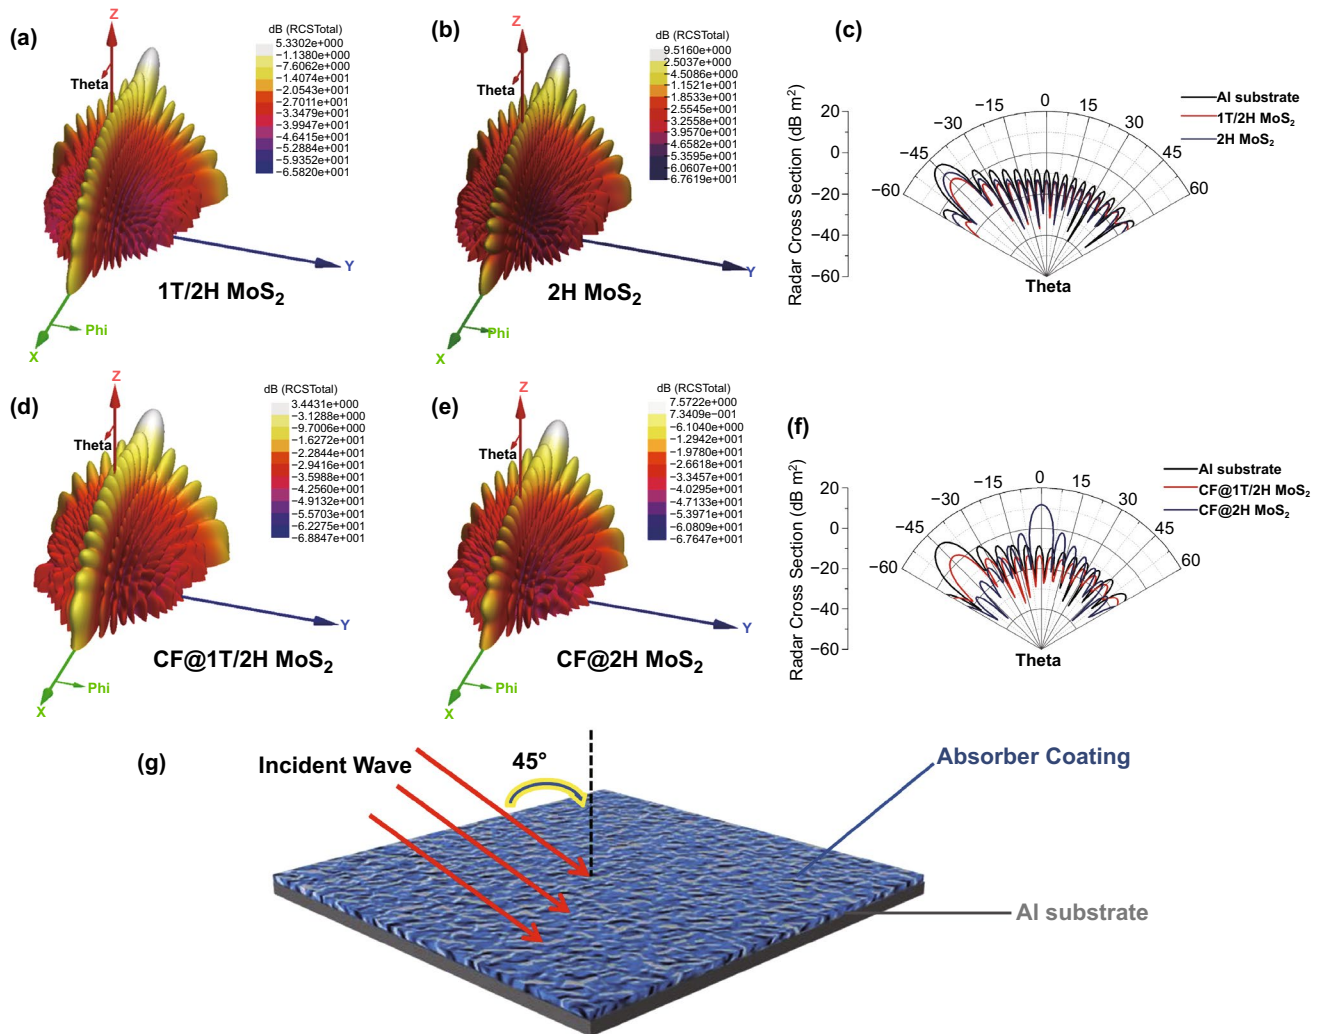 (a)
Z
Theta
dB (RCSTotal)
5.3302e+000
−1.1380e+000
−7.6062e+000
−1.4074e+001
−2.0543e+001
−2.7011e+001
−3.3479e+001
−3.9947e+001
−4.6415e+001
−5.2884e+001
−5.9352e+001
−6.5820e+001
Y
1T/2H MoS2
Phi
X
(b)
Z
Theta
dB (RCSTotal)
9.5160e+000
2.5037e+000
−4.5086e+000
−1.1521e+001
−1.8533e+001
−2.5545e+001
−3.2558e+001
−3.9570e+001
−4.6582e+001
−5.3595e+001
−6.0607e+001
−6.7619e+001
Y
2H MoS2
Phi
X
(c)
Radar Cross Section (dB m2)
20
0
−20
−40
−60
−60
−45
−30
−15
0
15
30
45
60
Theta
Al substrate
1T/2H MoS2
2H MoS2
(d)
Z
Theta
dB (RCSTotal)
3.4431e+000
−3.1288e+000
−9.7006e+000
−1.6272e+001
−2.2844e+001
−2.9416e+001
−3.5988e+001
−4.2560e+001
−4.9132e+001
−5.5703e+001
−6.2275e+001
−6.8847e+001
Y
CF@1T/2H MoS2
Phi
X
(e)
Z
Theta
dB (RCSTotal)
7.5722e+000
7.3409e−001
−6.1040e+000
−1.2942e+001
−1.9780e+001
−2.6618e+001
−3.3457e+001
−4.0295e+001
−4.7133e+001
−5.3971e+001
−6.0809e+001
−6.7647e+001
Y
CF@2H MoS2
Phi
X
(f)
Radar Cross Section (dB m2)
20
0
−20
−40
−60
−60
−45
−30
−15
0
15
30
45
60
Theta
Al substrate
CF@1T/2H MoS2
CF@2H MoS2
(g)
Incident Wave
45°
Absorber Coating
Al substrate